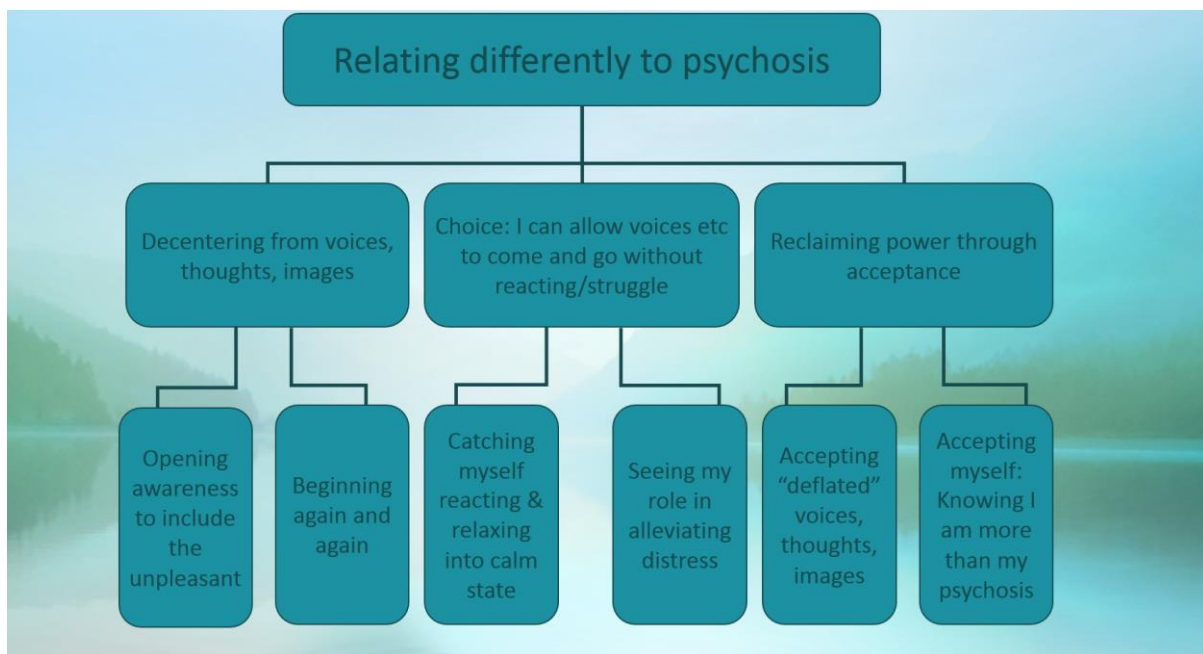 Relating differently to psychosis
Decentering from voices,
thoughts, images
Choice: I can allow voices etc
to come and go without
reacting/struggle
Reclaiming power through
acceptance
Opening
awareness
to include
the
unpleasant
Beginning
again and
again
Catching
myself
reacting &
relaxing
into calm
state
Seeing my
role in
alleviating
distress
Accepting
“deflated”
voices,
thoughts,
images
Accepting
myself:
Knowing I
am more
than my
psychosis